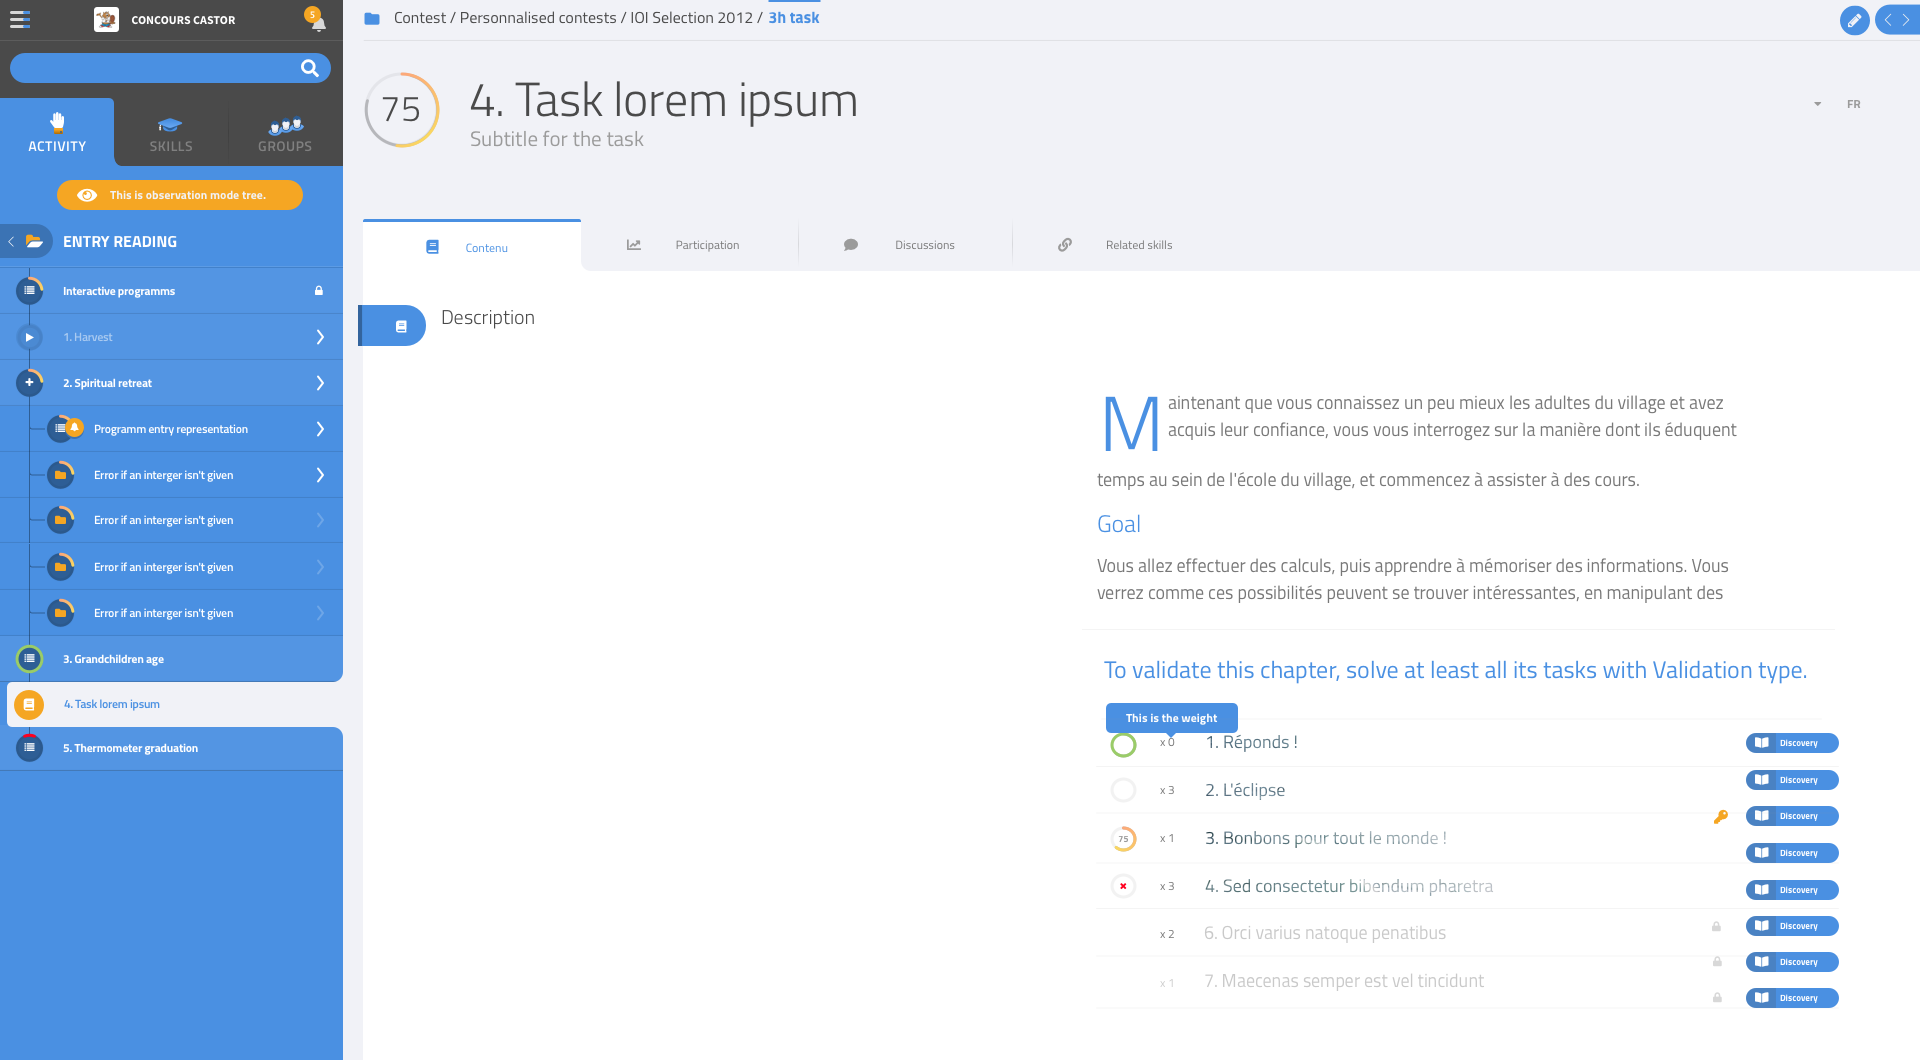 CONCOURS CASTOR
5
ACTIVITY
SKILLS
GROUPS
This is observation mode tree.
ENTRY READING
Interactive programms
1. Harvest
2. Spiritual retreat
Programm entry representation
Error if an interger isn't given
Error if an interger isn't given
Error if an interger isn't given
Error if an interger isn't given
3. Grandchildren age
4. Task lorem ipsum
5. Thermometer graduation
Contest / Personnalised contests / IOI Selection 2012 / 3h task
75
4. Task lorem ipsum
Subtitle for the task
FR
Contenu
Participation
Discussions
Related skills
Description
Maintenant que vous connaissez un peu mieux les adultes du village et avez
acquis leur confiance, vous vous interrogez sur la manière dont ils éduquent
temps au sein de l'école du village, et commencez à assister à des cours.
Goal
Vous allez effectuer des calculs, puis apprendre à mémoriser des informations. Vous
verrez comme ces possibilités peuvent se trouver intéressantes, en manipulant des
To validate this chapter, solve at least all its tasks with Validation type.
This is the weight
x 0 1. Réponds ! Discovery
x 3 2. L'éclipse Discovery
Discovery
75 x 1 3. Bonbons pour tout le monde !
Discovery
x 3 4. Sed consectetur bibendum pharetra Discovery
x 2 6. Orci varius natoque penatibus Discovery
Discovery
x 1 7. Maecenas semper est vel tincidunt
Discovery